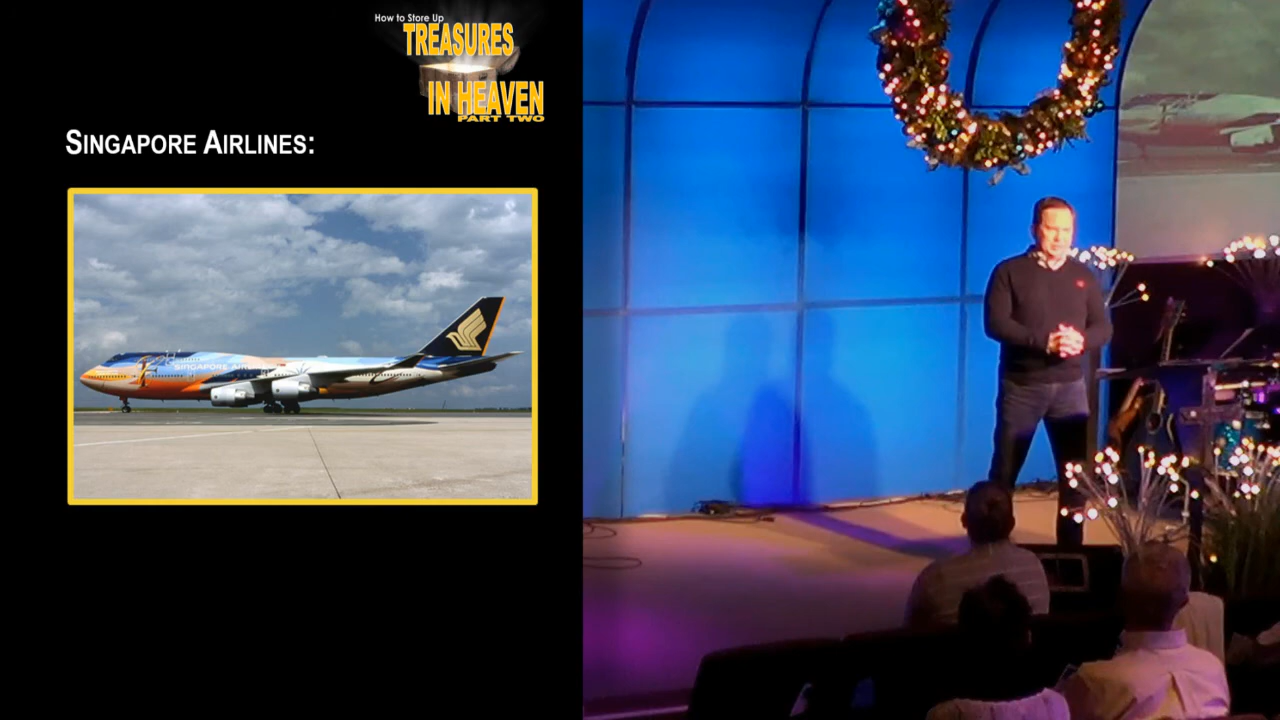 How to Store Up
TREASURES
IN HEAVEN
PART TWO
SINGAPORE AIRLINES:
SINGAPORE AIRLINES